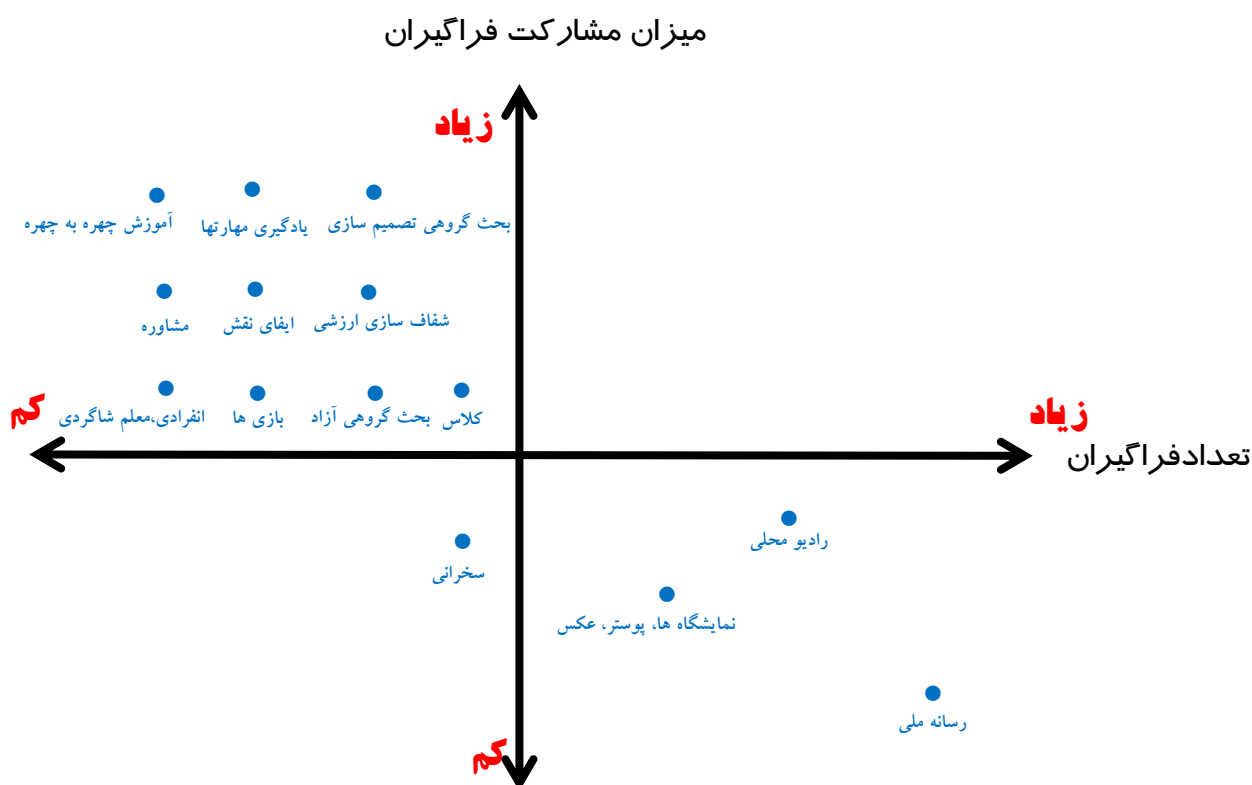 میزان مشارکت فراگیران
زیاد
بحث گروهی تصمیم سازی
یادگیری مهارتها
آموزش چهره به چهره
شفاف سازی ارزشی
ایفای نقش
مشاوره
کلاس
بحث گروهی آزاد
بازی ها
انفرادی،معلم شاگردی
کم
زیاد
تعدادفراگیران
رادیو محلی
سخرانی
نمایشگاه ها، پوستر، عکس
رسانه ملی
کم